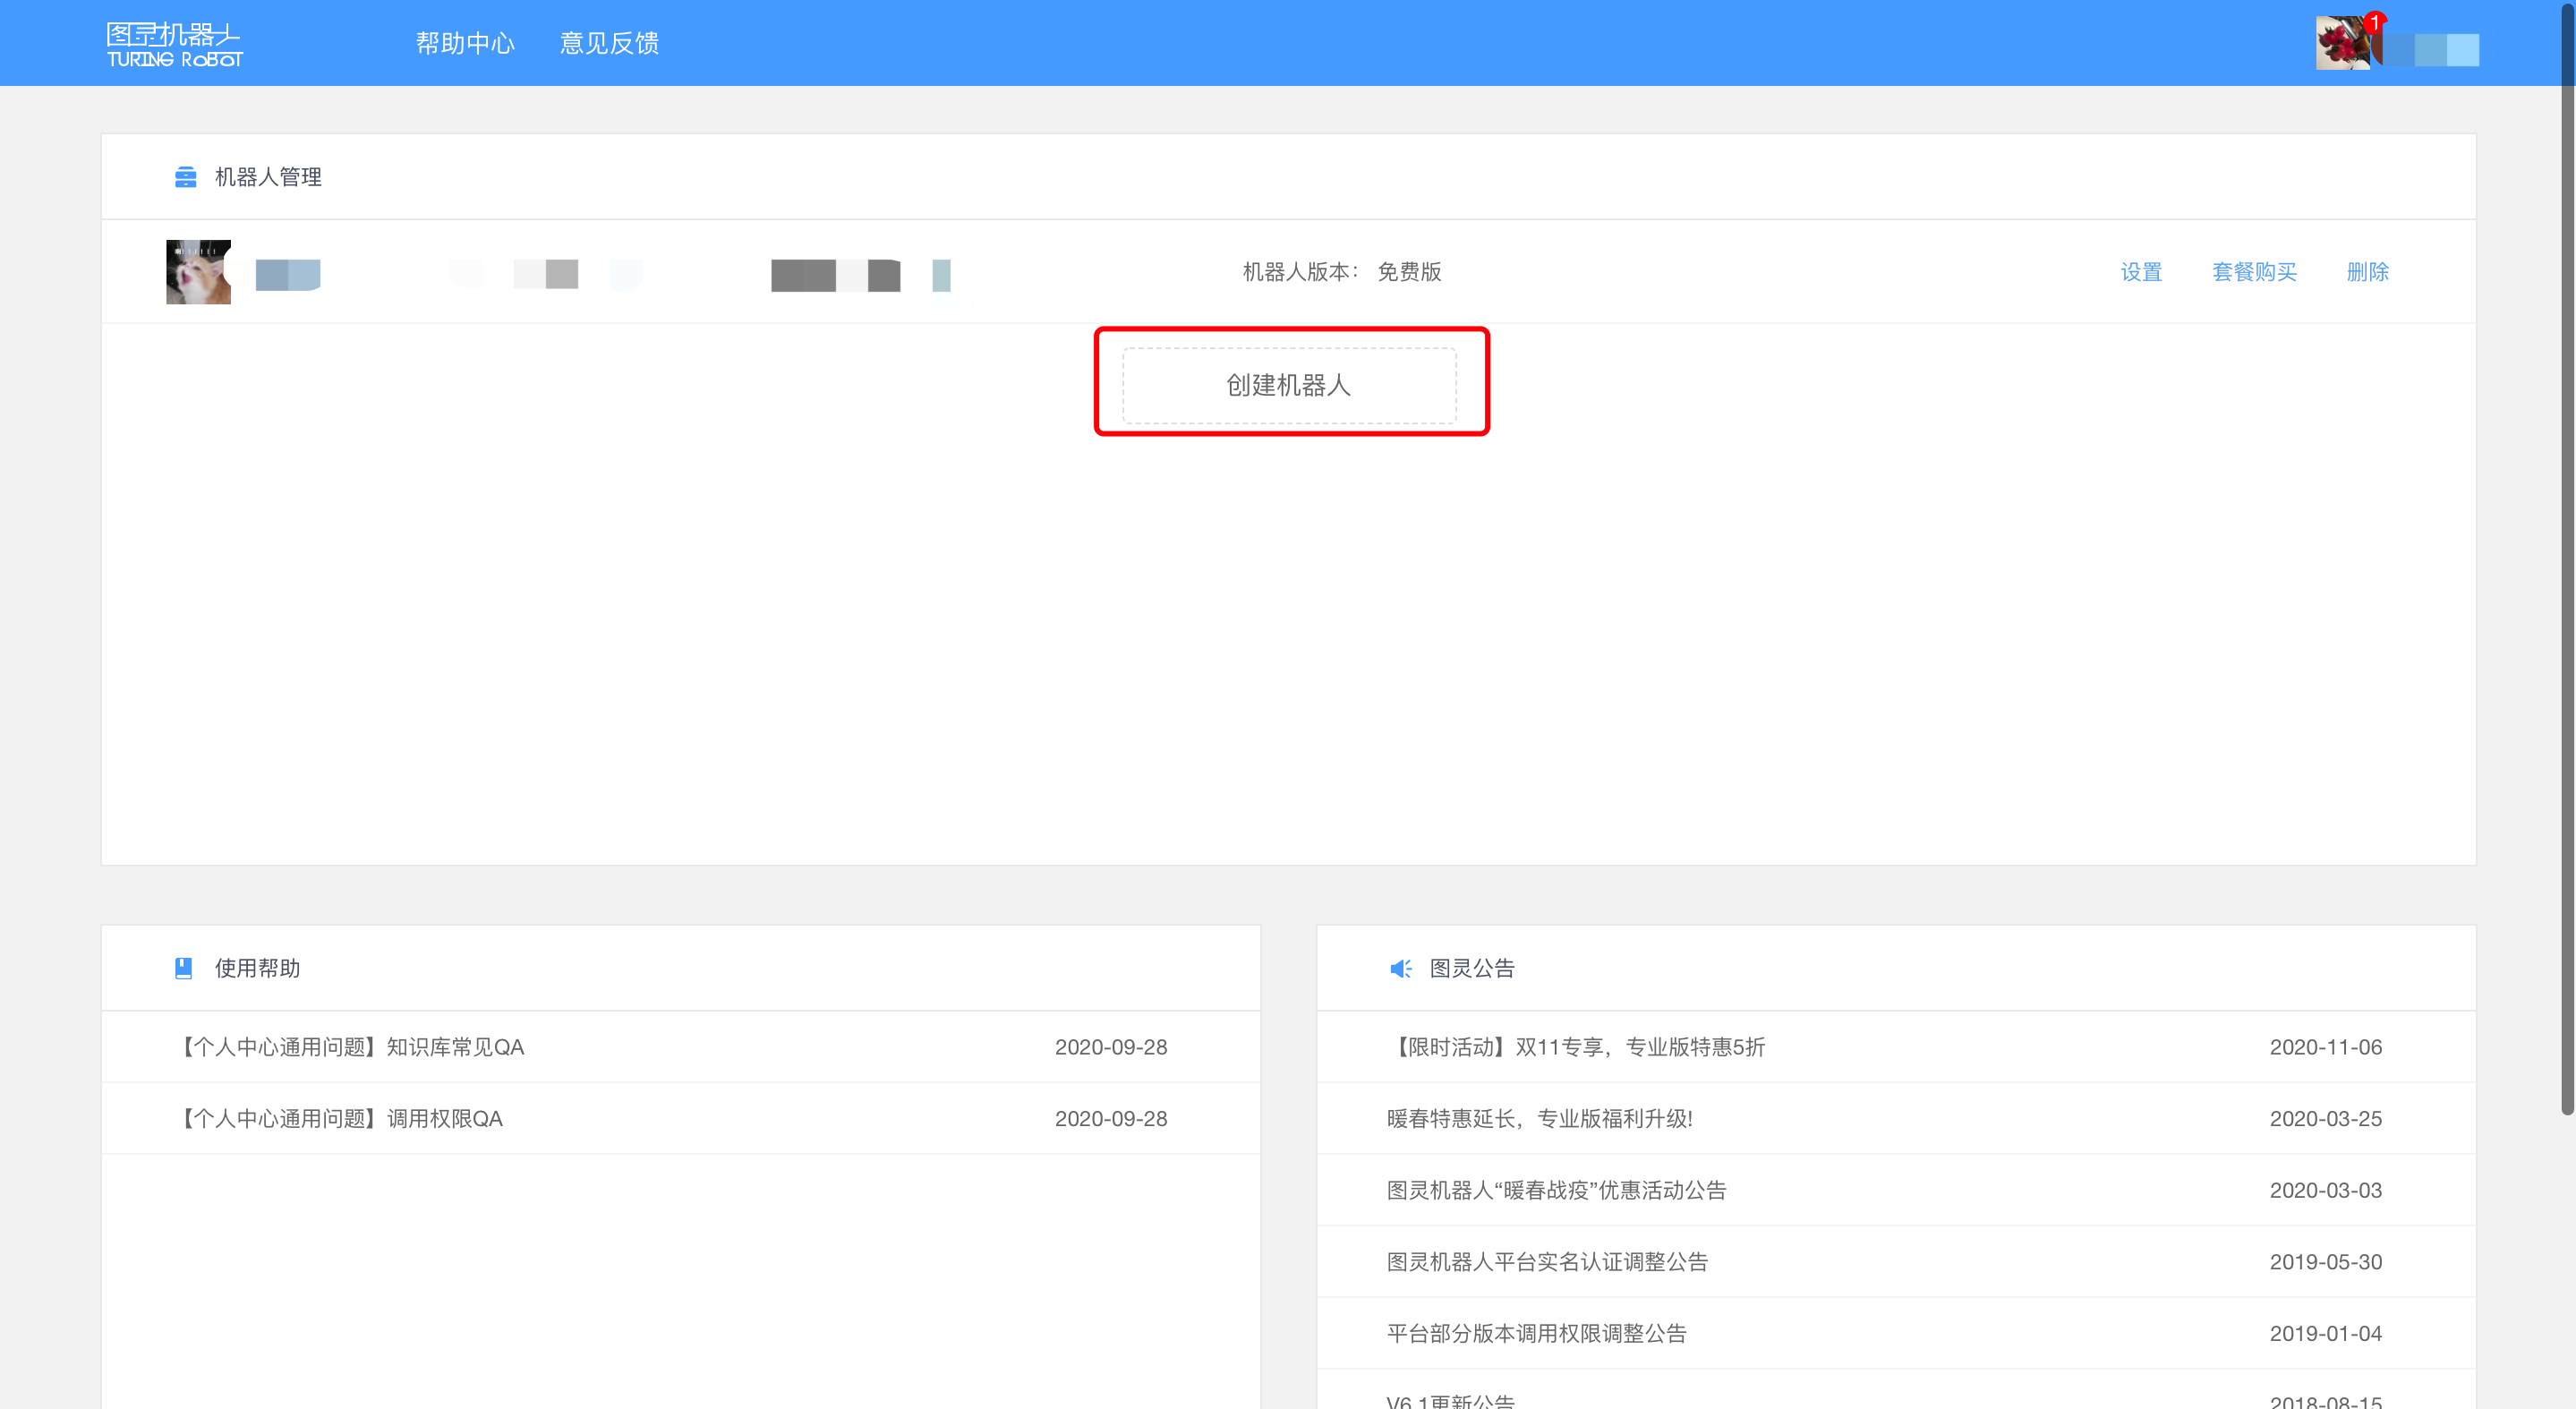 图灵机器人
TURING ROBOT
帮助中心 意见反馈
1
机器人管理
机器人版本： 免费版 设置 套餐购买 删除
创建机器人
使用帮助
【个人中心通用问题】知识库常见QA 2020-09-28
【个人中心通用问题】调用权限QA 2020-09-28
图灵公告
【限时活动】双11专享，专业版特惠5折 2020-11-06
暖春特惠延长，专业版福利升级! 2020-03-25
图灵机器人“暖春战疫”优惠活动公告 2020-03-03
图灵机器人平台实名认证调整公告 2019-05-30
平台部分版本调用权限调整公告 2019-01-04
V6.1更新公告 2018-08-15